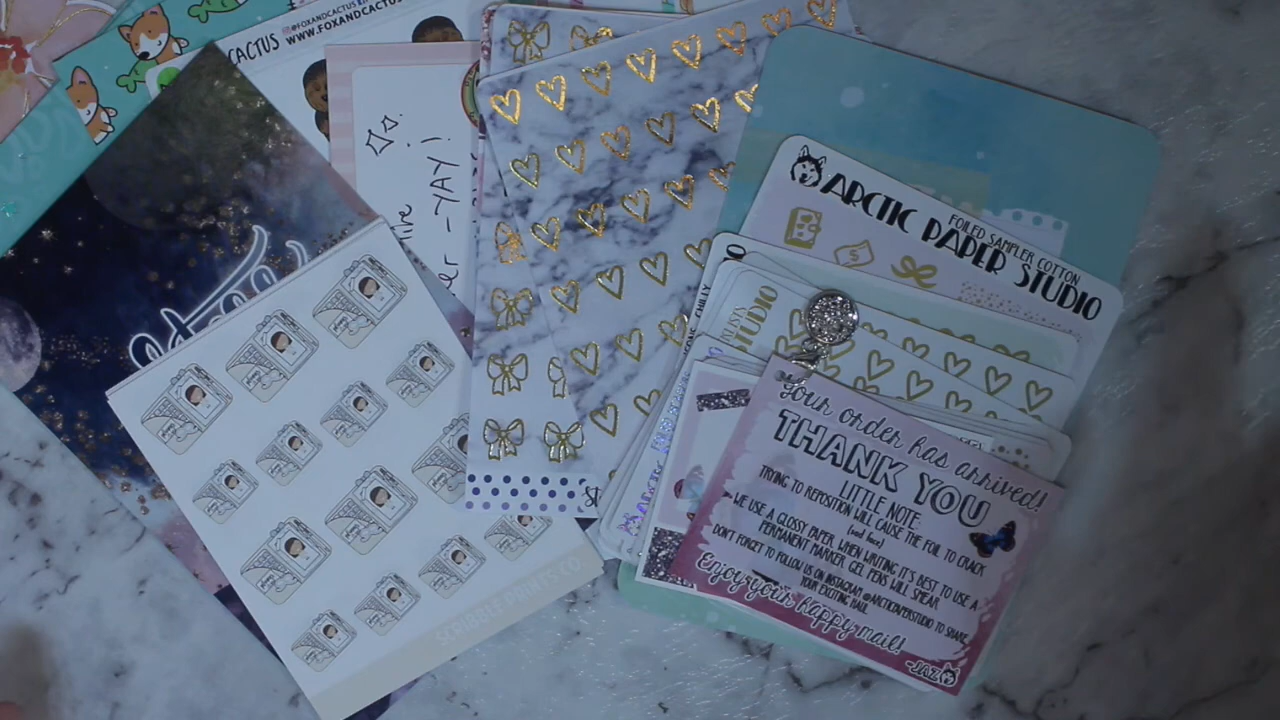 CACTUS
@FOXANDCACTUS
WWW.FOXANDCACTUS
YAY!
ARCTIC PAPER STUDIO
FOILED SAMPLER COTTON
CHILLY
STUDIO
SCRIBBLE PRINTS CO.
Your order has arrived!
THANK YOU
LITTLE NOTE:
TRYING TO REPOSITION WILL CAUSE THE FOIL TO CRACK
(and tear)
WE USE A GLOSSY PAPER, WHEN WRITING IT'S BEST TO USE A
PERMANENT MARKER. GEL PENS WILL SMEAR
DON'T FORGET TO FOLLOW US ON INSTAGRAM @ARCTICPAPERSTUDIO TO SHARE
YOUR EXCITING HAUL
Enjoy your happy mail!
-JAZ